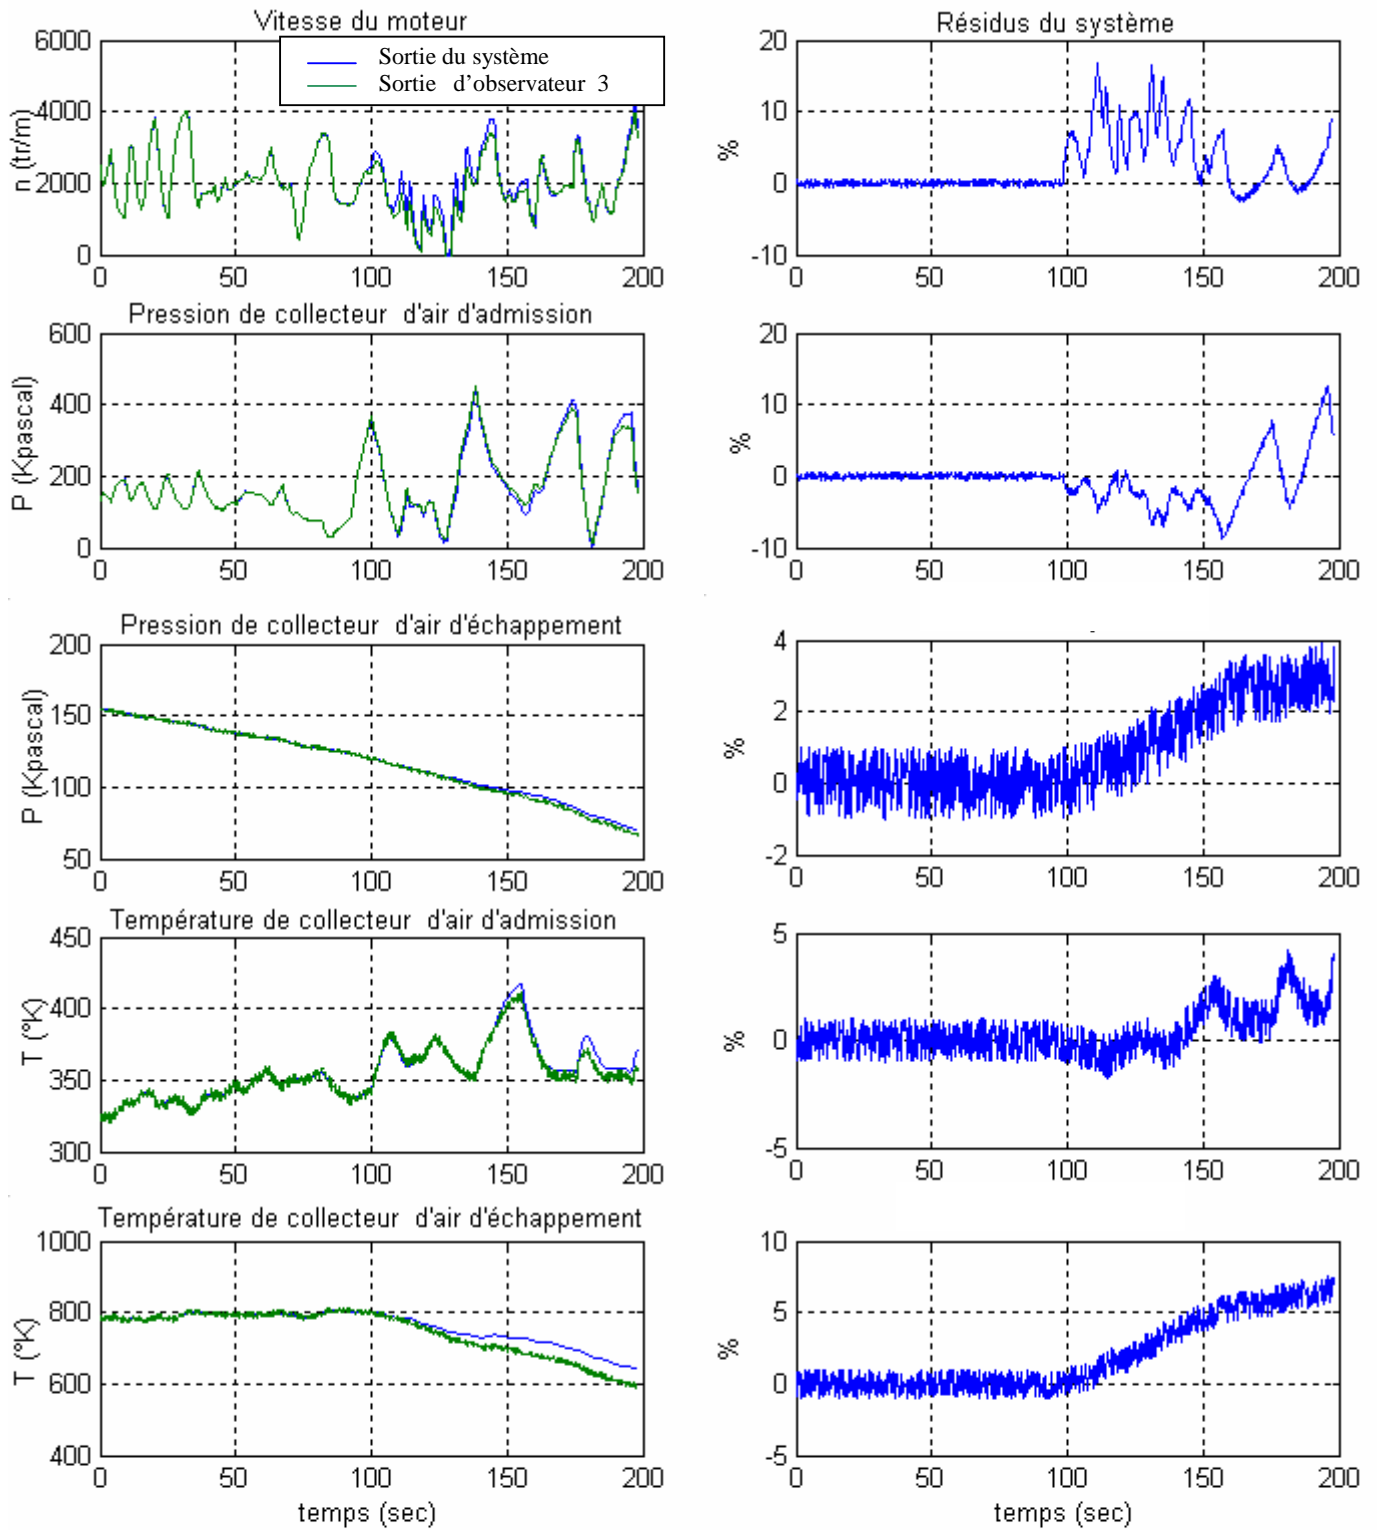 Vitesse du moteur
Résidus du système
Sortie du système
Sortie d'observateur 3
6000
4000
2000
0
n (tr/m)
0 50 100 150 200
20
10
0
-10
%
0 50 100 150 200
Pression de collecteur d'air d'admission
600
400
200
0
P (Kpascal)
0 50 100 150 200
20
10
0
-10
%
0 50 100 150 200
Pression de collecteur d'air d'échappement
200
150
100
50
P (Kpascal)
0 50 100 150 200
4
2
0
-2
%
0 50 100 150 200
Température de collecteur d'air d'admission
450
400
350
300
T (°K)
0 50 100 150 200
5
0
-5
%
0 50 100 150 200
Température de collecteur d'air d'échappement
1000
800
600
400
T (°K)
0 50 100 150 200
temps (sec)
10
5
0
-5
%
0 50 100 150 200
temps (sec)